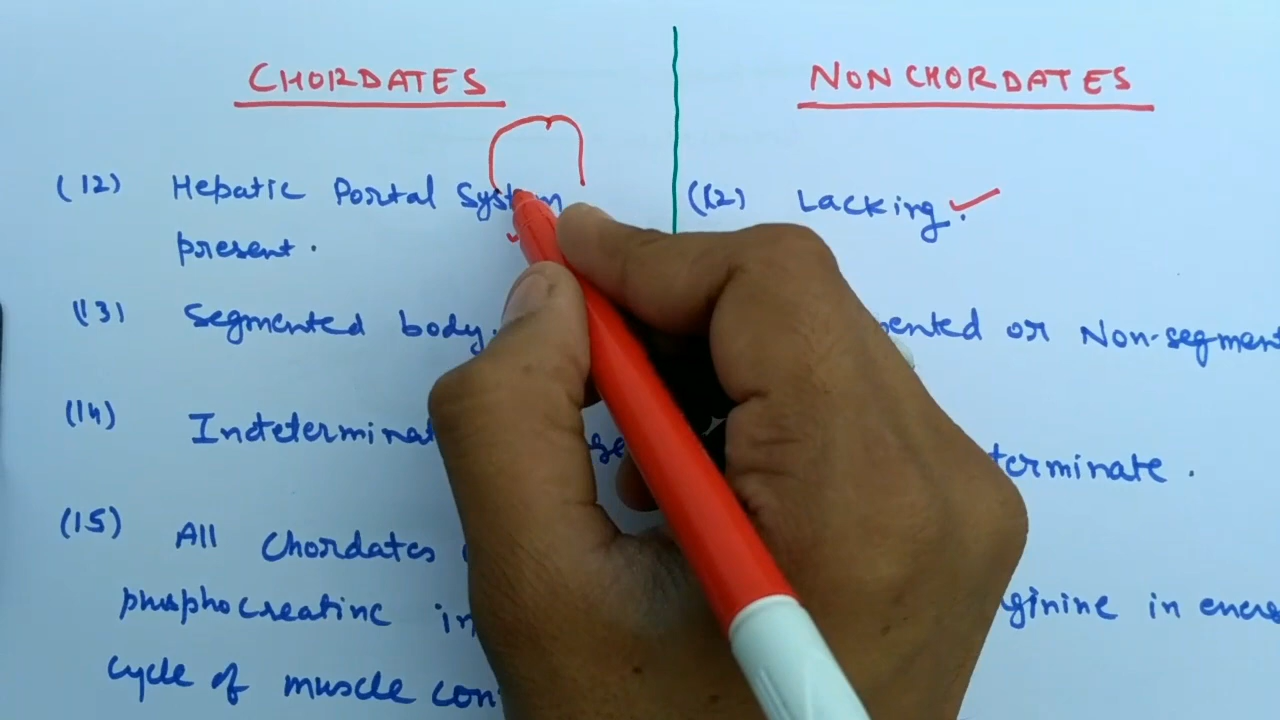 CHORDATES
NON CHORDATES
(12) Hepatic Portal System
present.
(12) Lacking.
(13) Segmented body.
or Non-segment
(14) Indeterminat
terminate.
(15) All Chordates
phosphocreatine in
ginine in ener
cycle of muscle con